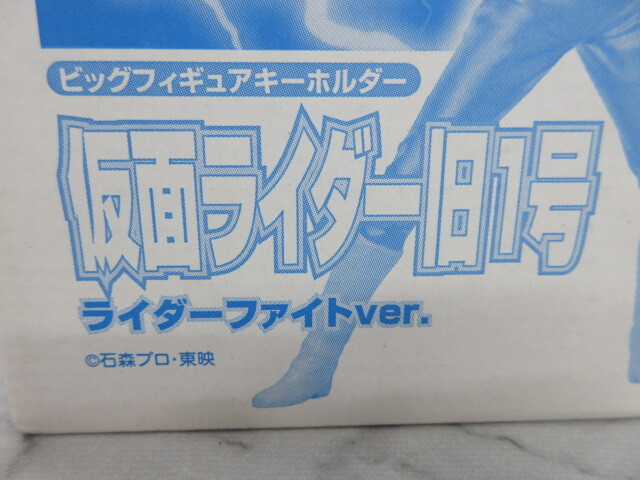 ビッグフィギュアキーホルダー
仮面ライダー旧1号
ライダーファイトver.
©石森プロ・東映